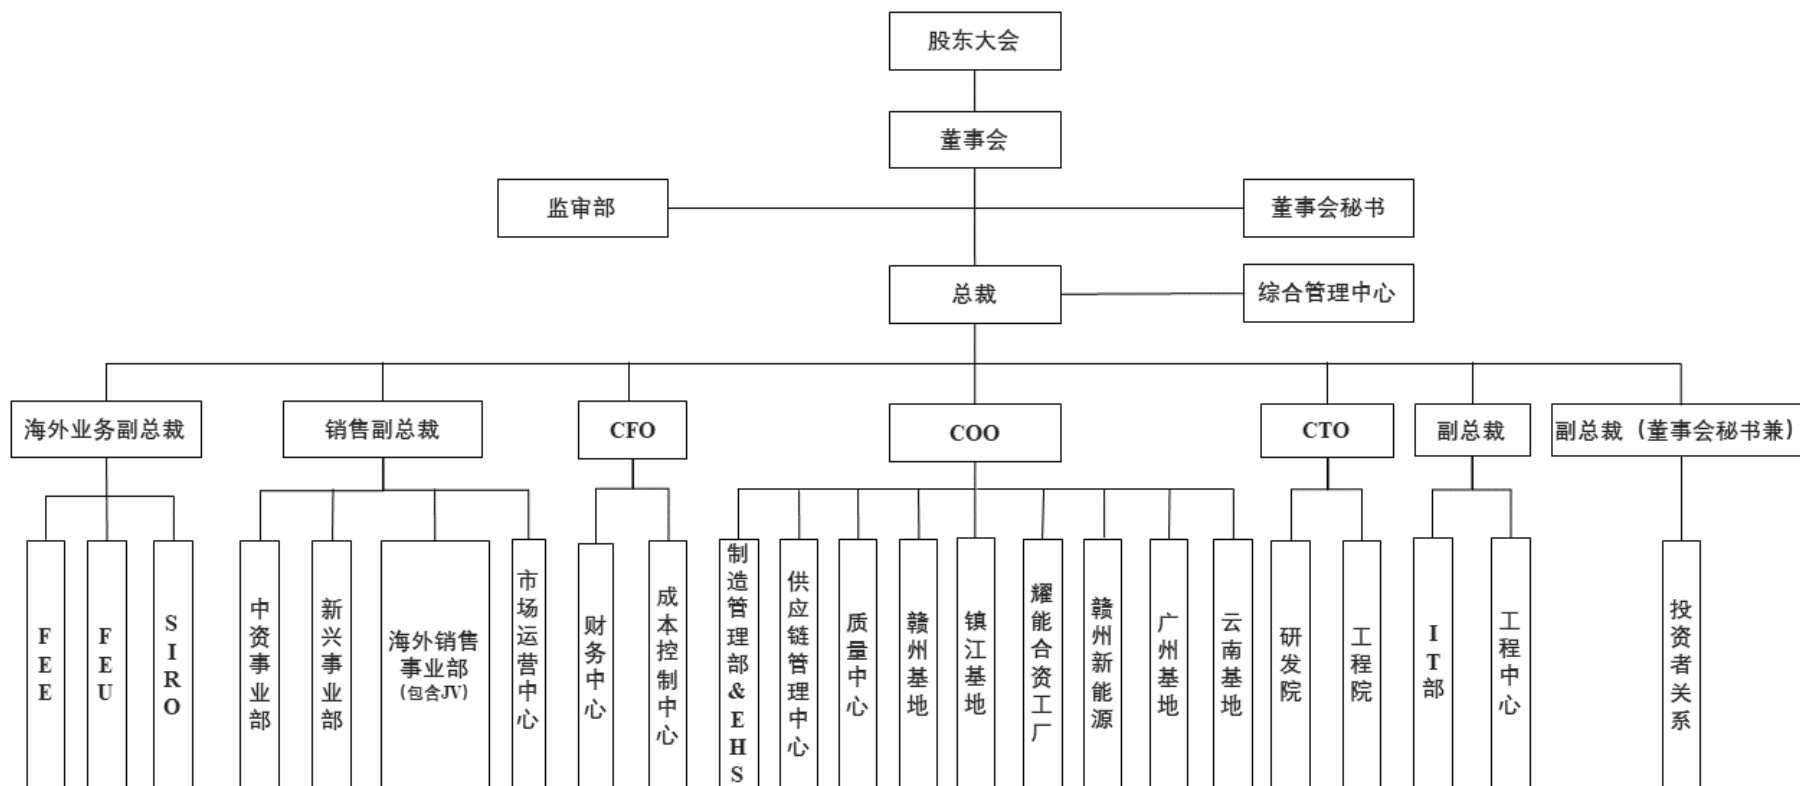 股东大会
董事会
监审部
董事会秘书
总裁
综合管理中心
海外业务副总裁
销售副总裁
CFO
COO
CTO
副总裁
副总裁（董事会秘书兼）
FEE
FEU
SIRO
中资事业部
新兴事业部
海外销售
事业部
(包含JV)
市场运营中心
财务中心
成本控制中心
制造管理部&EHS
供应链管理中心
质量中心
赣州基地
镇江基地
耀能合资工厂
赣州新能源
广州基地
云南基地
研发院
工程院
IT部
工程中心
投资者关系